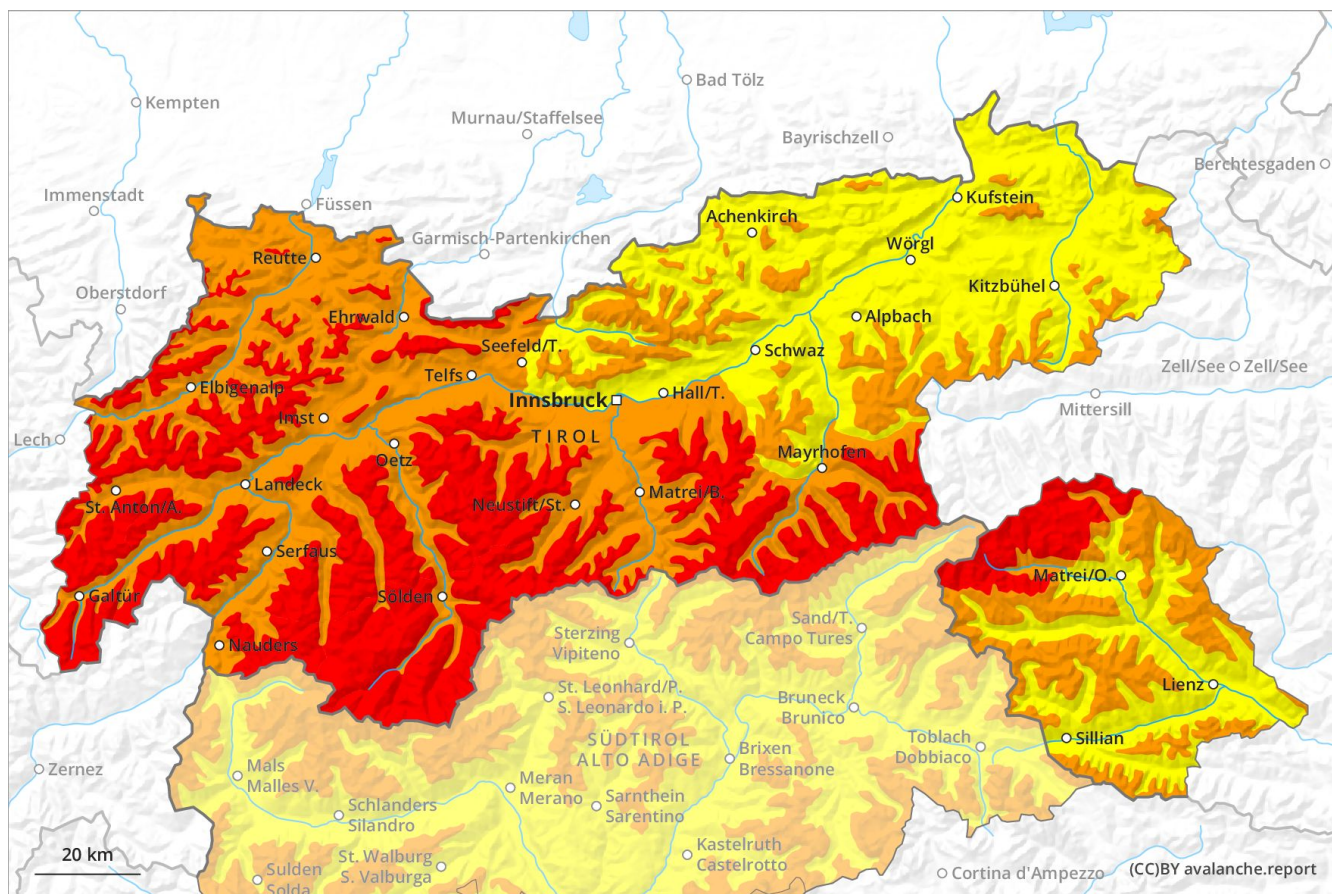 Bad Tölz
Kempten
Murnau/Staffelsee
Bayrischzell
Berchtesgaden
Immenstadt
Füssen
Kufstein
Achenkirch
Garmisch-Partenkirchen
Wörgl
Reutte
Kitzbühel
Oberstdorf
Ehrwald
Alpbach
Seefeld/T.
Schwaz
Telfs
Zell/See
Zell/See
Elbigenalp
Hall/T.
Innsbruck
Mittersill
Imst
Lech
TIROL
Oetz
Mayrhofen
Landeck
Matrei/B.
St. Anton/A.
Neustift/St.
Serfaus
Matrei/O.
Galtür
Sölden
Sand/T.
Campo Tures
Sterzing
Vipiteno
Nauders
Lienz
St. Leonhard/P.
S. Leonardo i. P.
Bruneck
Brunico
SÜDTIROL
ALTO ADIGE
Toblach
Dobbiaco
Sillian
Brixen
Bressanone
Zernez
Mals
Malles V.
Meran
Merano
Sarnthein
Sarentino
Schlanders
Silandro
20 km
St. Walburg
S. Valburga
Kastelruth
Castelrotto
Sulden
Solda
Cortina d'Ampezzo
(CC)BY avalanche.report